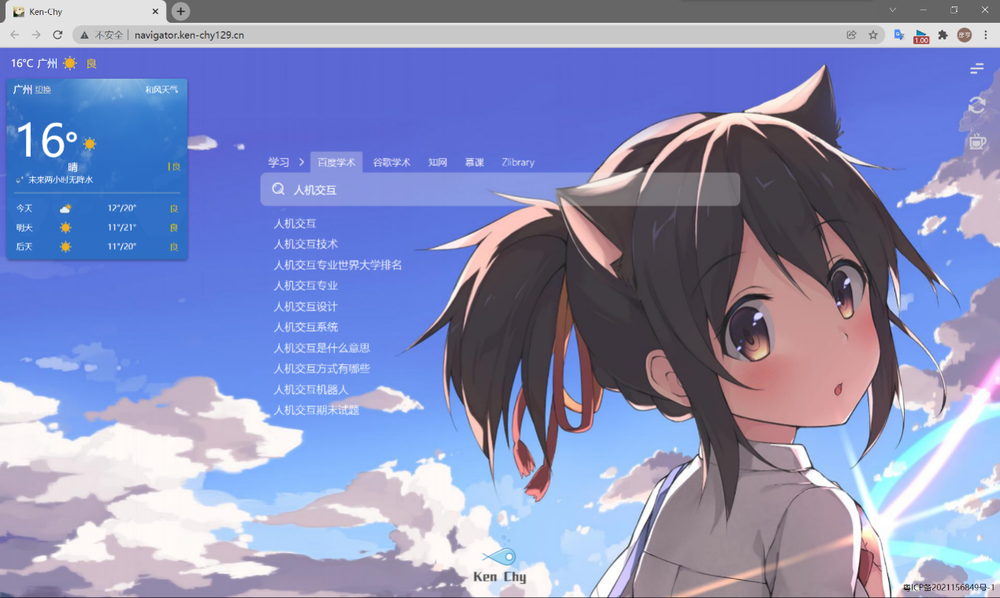 Ken-Chy
不安全 navigator.ken-chy129.cn
1.00
16°C 广州 良
广州 切换 和风天气
16°
晴 良
未来两小时无降水
今天 12°/20° 良
明天 11°/21° 良
后天 11°/20° 良
学习 百度学术 谷歌学术 知网 慕课 Zlibrary
人机交互
人机交互
人机交互技术
人机交互专业世界大学排名
人机交互专业
人机交互设计
人机交互系统
人机交互是什么意思
人机交互方式有哪些
人机交互机器人
人机交互期末试题
Ken Chy
粤ICP备2021156849号-1